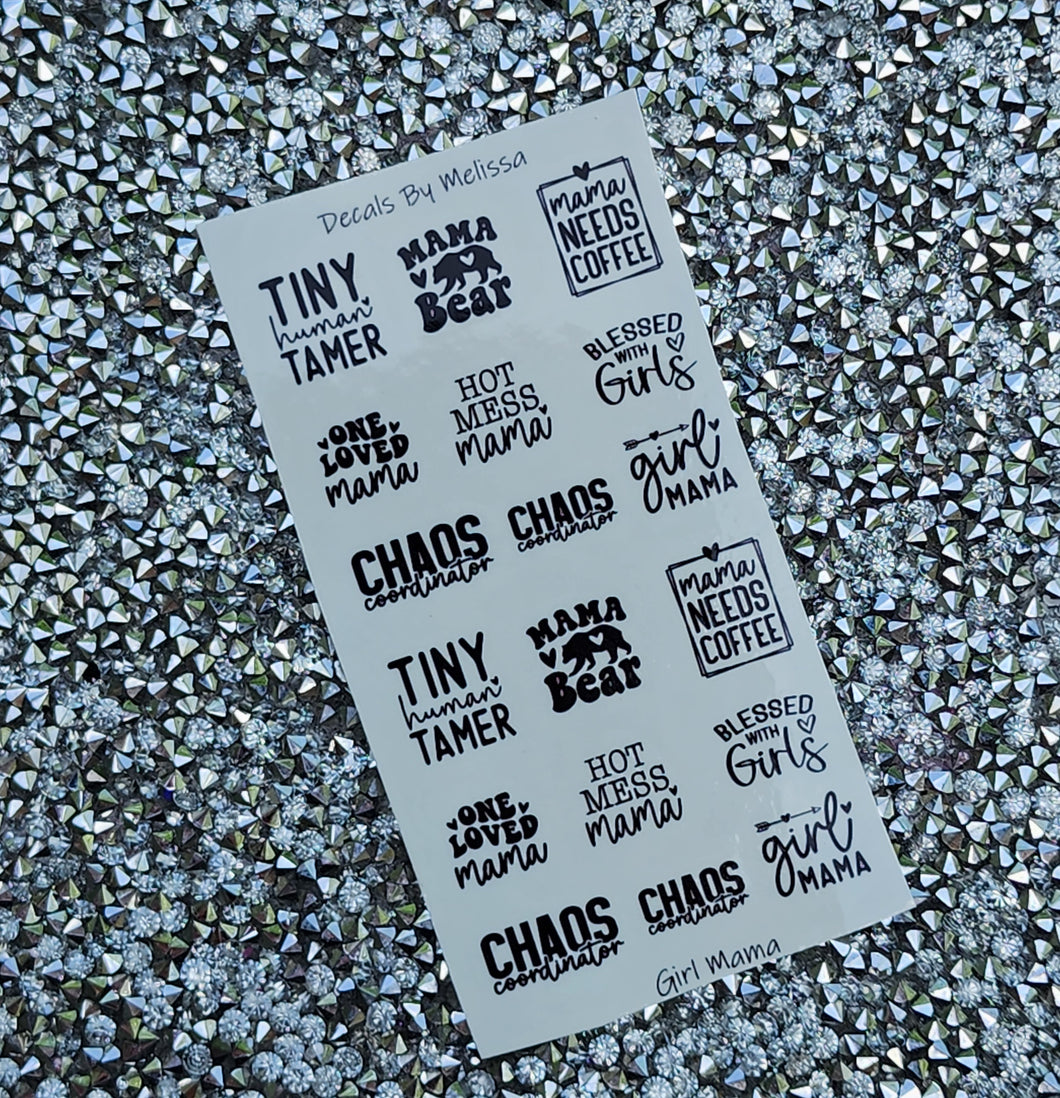 Decals By Melissa
TINY
human
TAMER
MAMA
Bear
mama
NEEDS
COFFEE
ONE
LOVED
mama
HOT
MESS
mama
BLESSED
WITH
Girls
CHAOS
coordinator
CHAOS
coordinator
girl
MAMA
TINY
human
TAMER
MAMA
Bear
mama
NEEDS
COFFEE
ONE
LOVED
mama
HOT
MESS
mama
BLESSED
WITH
Girls
CHAOS
coordinator
CHAOS
coordinator
girl
MAMA
Girl Mama